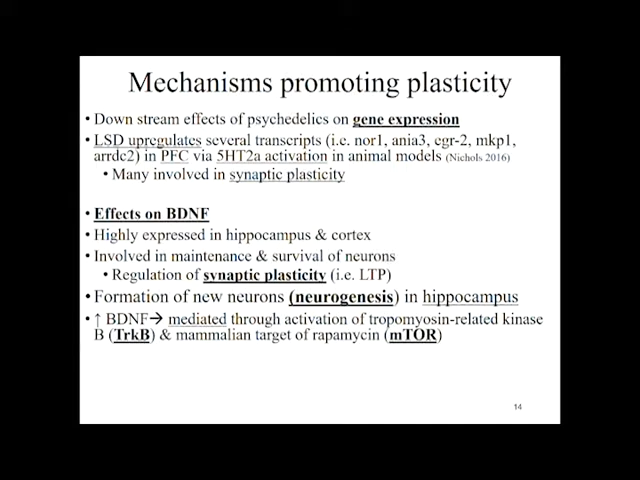 Mechanisms promoting plasticity
• Down stream effects of psychedelics on gene expression
• LSD upregulates several transcripts (i.e. nor1, ania3, egr-2, mkp1,
arrdc2) in PFC via 5HT2a activation in animal models (Nichols 2016)
• Many involved in synaptic plasticity
• Effects on BDNF
• Highly expressed in hippocampus & cortex
• Involved in maintenance & survival of neurons
• Regulation of synaptic plasticity (i.e. LTP)
• Formation of new neurons (neurogenesis) in hippocampus
• ↑ BDNF→ mediated through activation of tropomyosin-related kinase
B (TrkB) & mammalian target of rapamycin (mTOR)
14